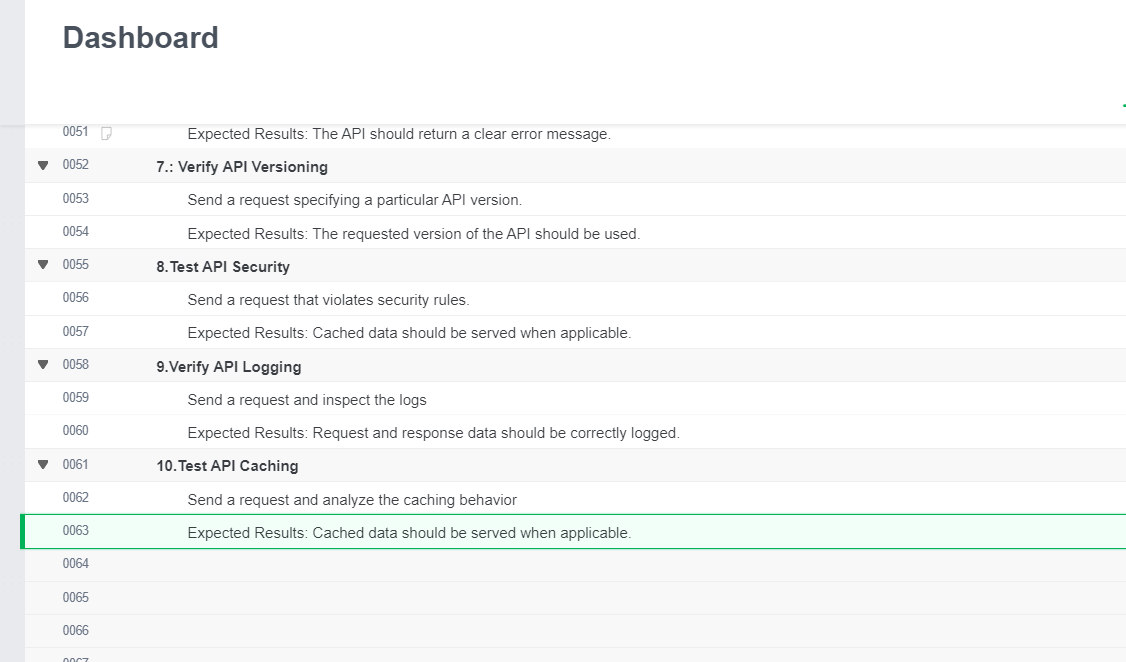 Dashboard
0051 Expected Results: The API should return a clear error message.
0052 7.: Verify API Versioning
0053 Send a request specifying a particular API version.
0054 Expected Results: The requested version of the API should be used.
0055 8.Test API Security
0056 Send a request that violates security rules.
0057 Expected Results: Cached data should be served when applicable.
0058 9.Verify API Logging
0059 Send a request and inspect the logs
0060 Expected Results: Request and response data should be correctly logged.
0061 10.Test API Caching
0062 Send a request and analyze the caching behavior
0063 Expected Results: Cached data should be served when applicable.
0064
0065
0066
0067